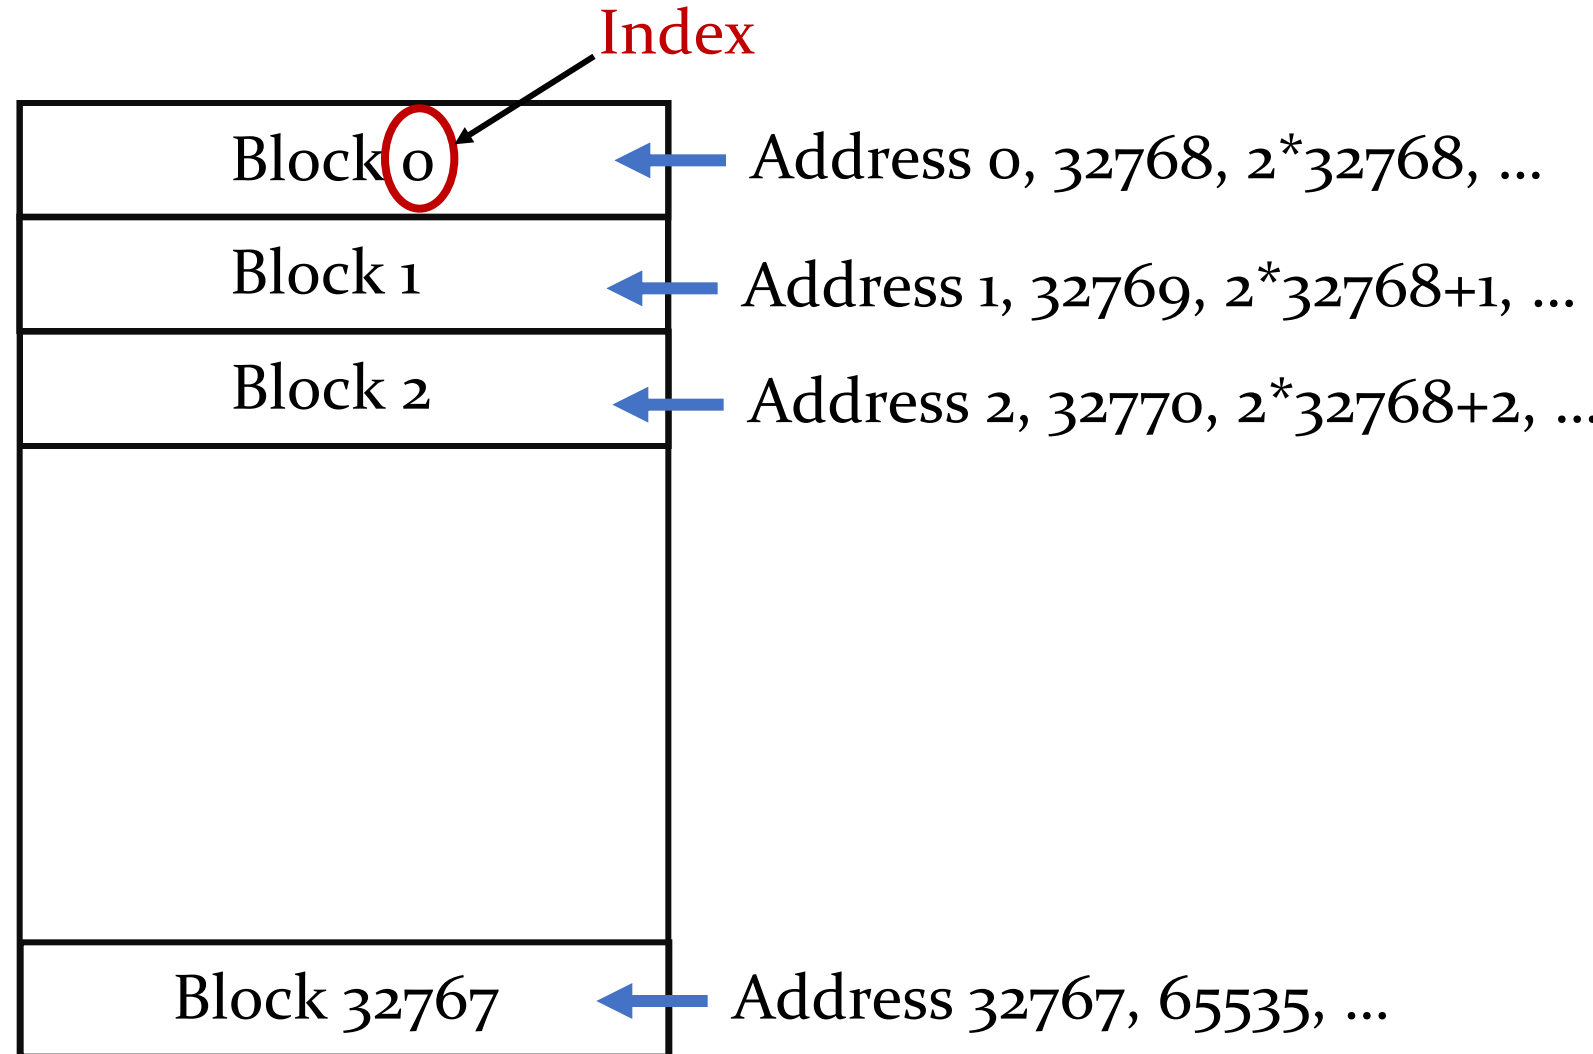 Index
Block 0
Address 0, 32768, 2*32768, ...
Block 1
Address 1, 32769, 2*32768+1, ...
Block 2
Address 2, 32770, 2*32768+2, ...
Block 32767
Address 32767, 65535, ...